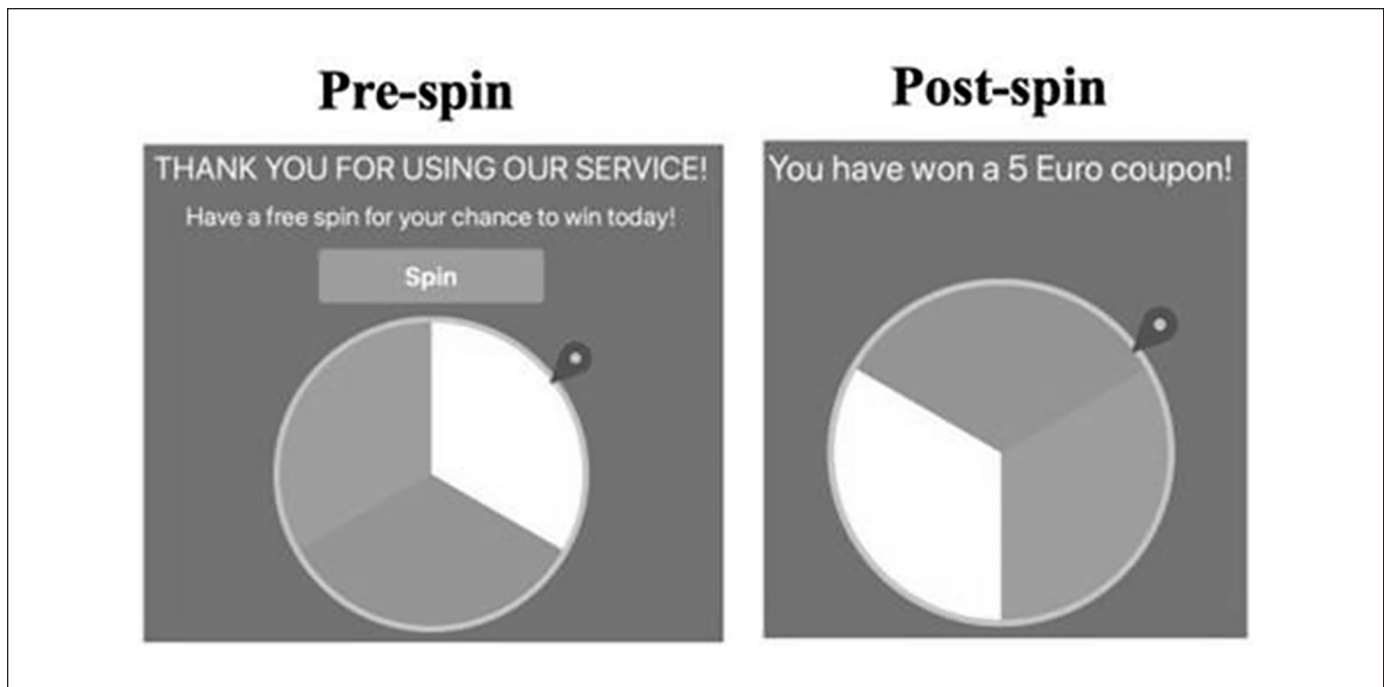 Pre-spin
THANK YOU FOR USING OUR SERVICE!
Have a free spin for your chance to win today!
Spin
Post-spin
You have won a 5 Euro coupon!